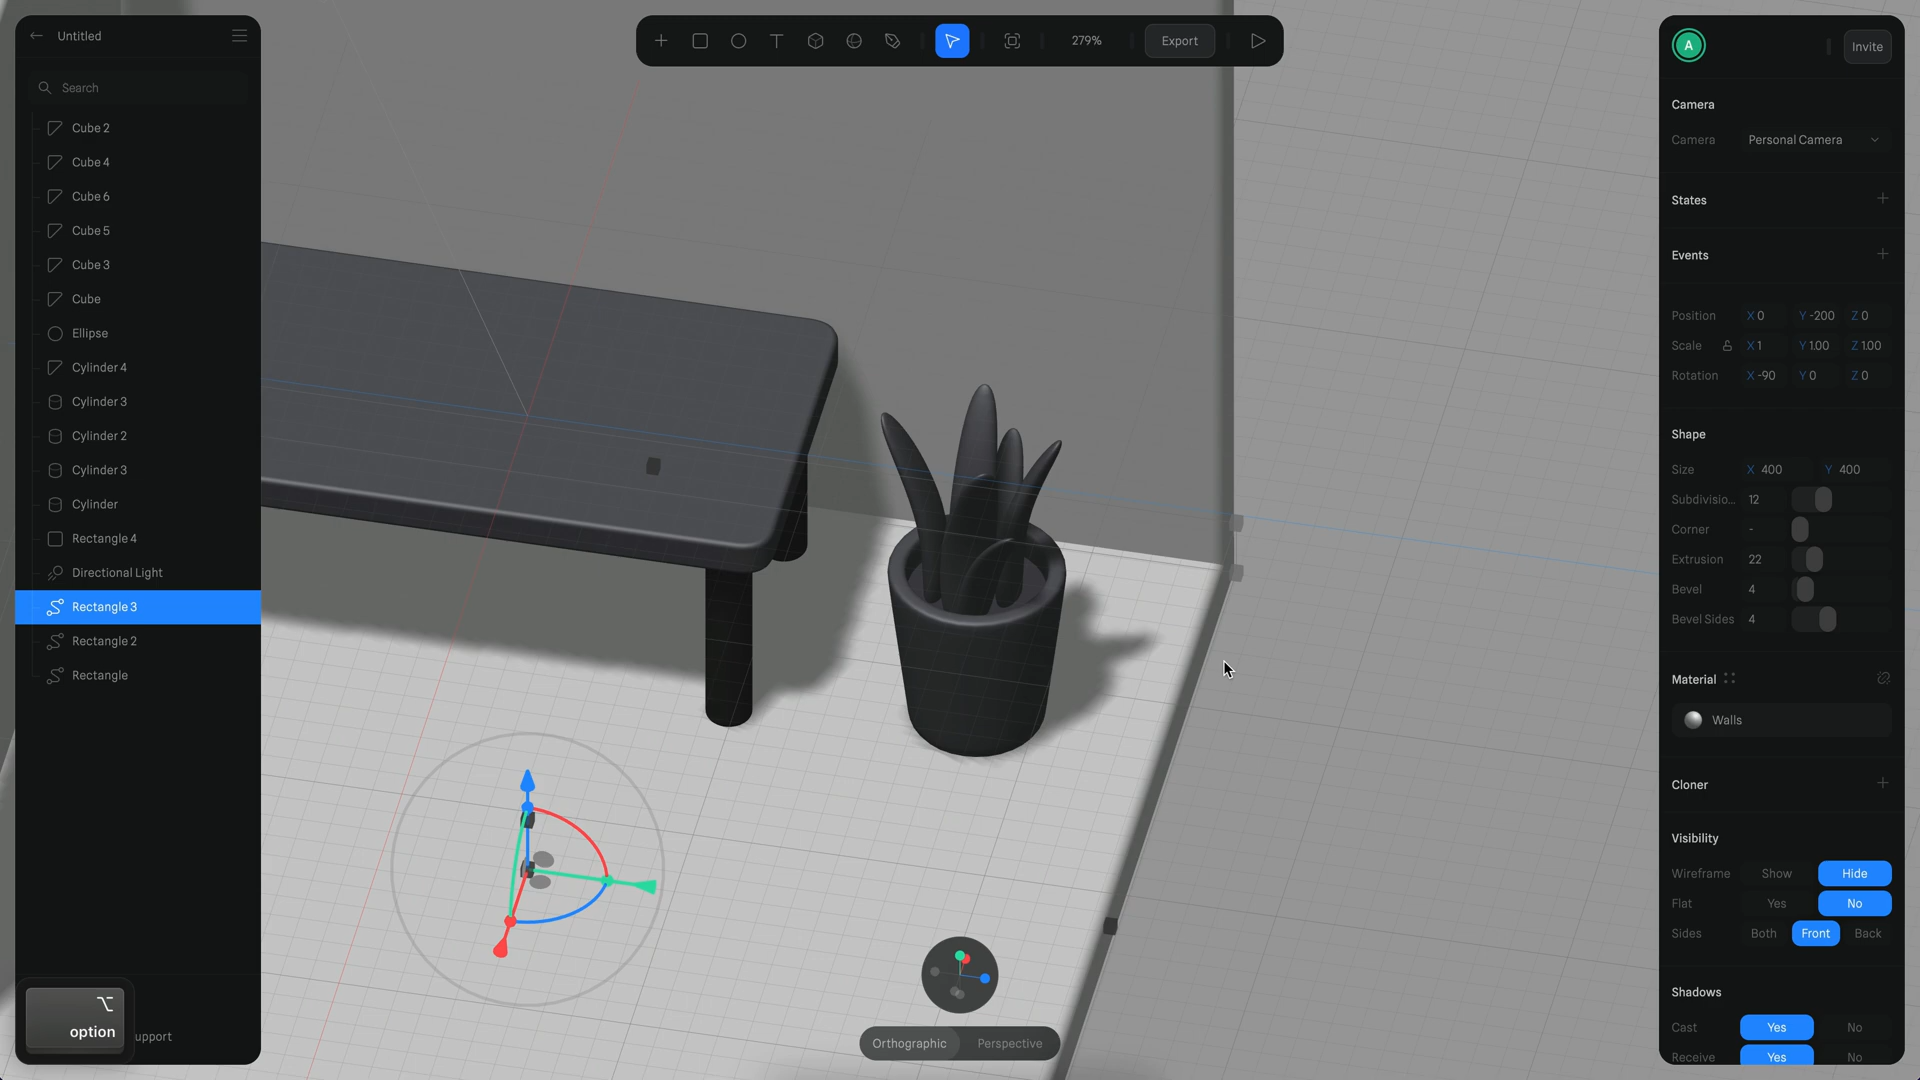 Untitled
279%
Export
A
Invite
Search
Cube 2
Cube 4
Cube 6
Cube 5
Cube 3
Cube
Ellipse
Cylinder 4
Cylinder 3
Cylinder 2
Cylinder 3
Cylinder
Rectangle 4
Directional Light
Rectangle 3
Rectangle 2
Rectangle
option
upport
Orthographic
Perspective
Camera
Camera Personal Camera
States
Events
Position X 0 Y -200 Z 0
Scale X 1 Y 1.00 Z 1.00
Rotation X -90 Y 0 Z 0
Shape
Size X 400 Y 400
Subdivisio... 12
Corner -
Extrusion 22
Bevel 4
Bevel Sides 4
Material
Walls
Cloner
Visibility
Wireframe Show Hide
Flat Yes No
Sides Both Front Back
Shadows
Cast Yes No
Receive Yes No